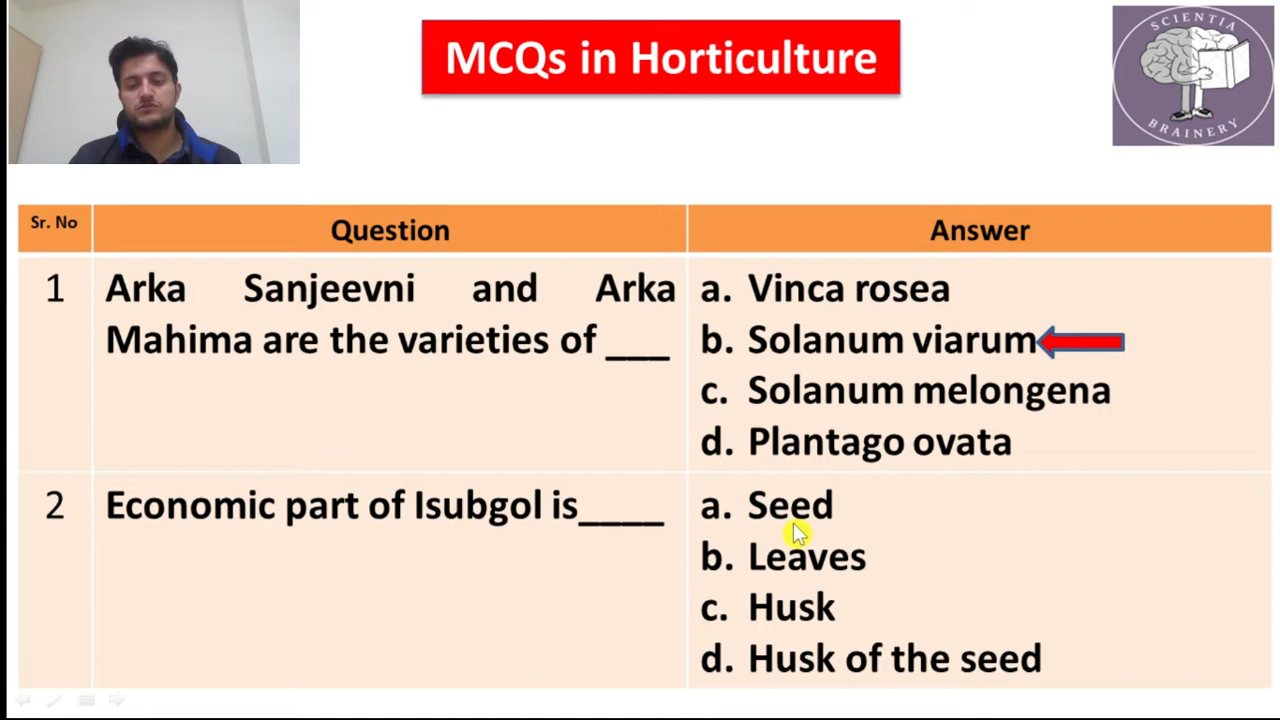 MCQs in Horticulture
SCIENTIA
BRAINERY
Sr. No
Question
Answer
1
Arka Sanjeevni and Arka
Mahima are the varieties of ___
a. Vinca rosea
b. Solanum viarum
c. Solanum melongena
d. Plantago ovata
2
Economic part of Isubgol is____
a. Seed
b. Leaves
c. Husk
d. Husk of the seed